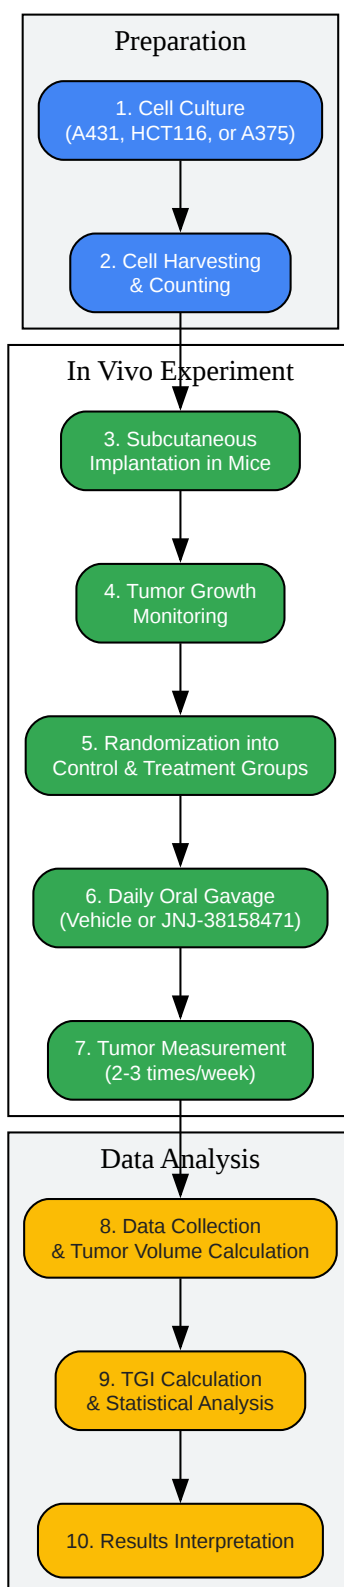 Preparation
1. Cell Culture
(A431, HCT116, or A375)
2. Cell Harvesting
& Counting
In Vivo Experiment
3. Subcutaneous
Implantation in Mice
4. Tumor Growth
Monitoring
5. Randomization into
Control & Treatment Groups
6. Daily Oral Gavage
(Vehicle or JNJ-38158471)
7. Tumor Measurement
(2-3 times/week)
Data Analysis
8. Data Collection
& Tumor Volume Calculation
9. TGI Calculation
& Statistical Analysis
10. Results Interpretation